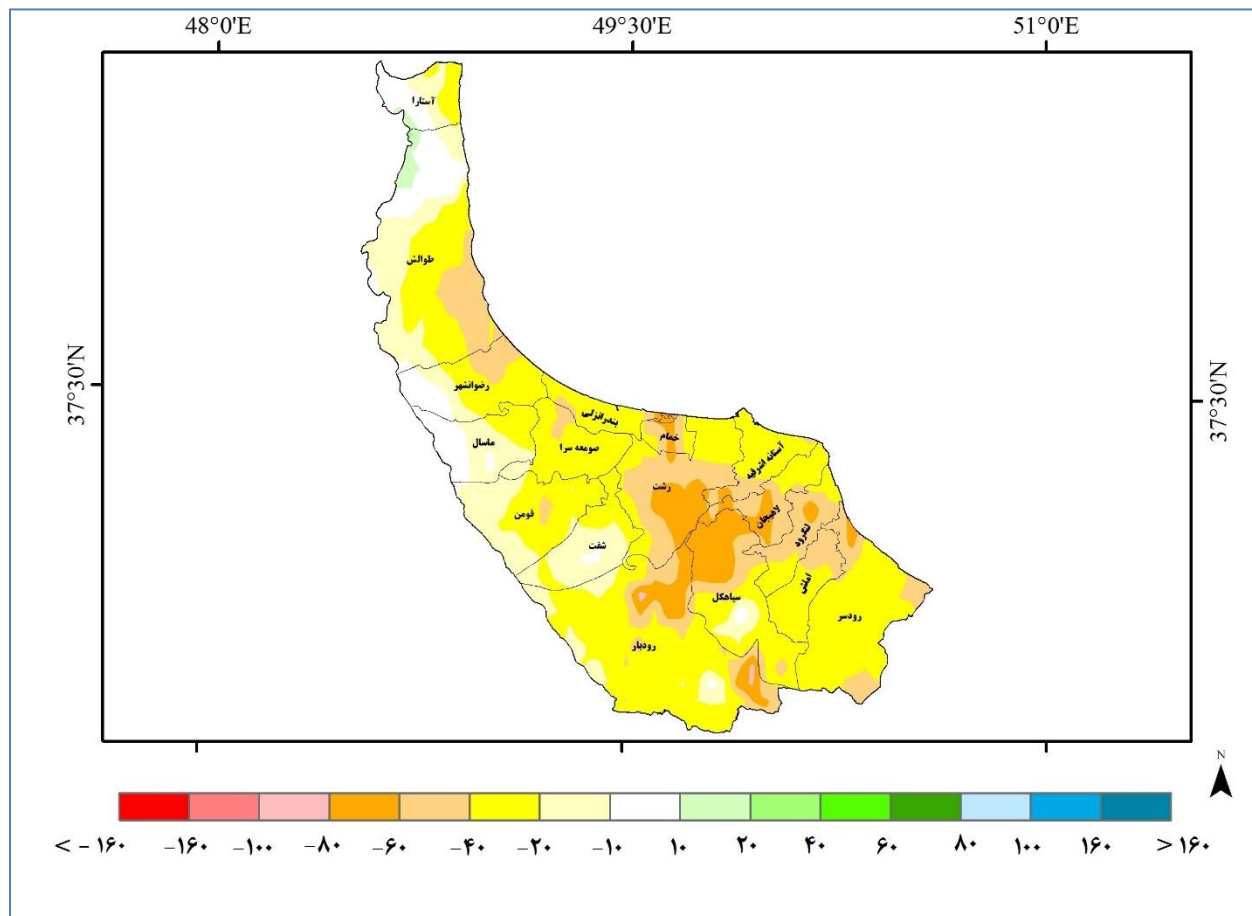 48°0'E 49°30'E 51°0'E
آستارا
طوالش
37°30'N
37°30'N
رضوانشهر
بندرانزلی
خمام
ماسال
صومعه سرا
آستانه اشرفیه
رشت
لاهیجان
فومن
لنگرود
شفت
املش
سیاهکل
رودسر
رودبار
N
< -۱۶۰ -۱۶۰ -۱۰۰ -۸۰ -۶۰ -۴۰ -۲۰ -۱۰ ۱۰ ۲۰ ۴۰ ۶۰ ۸۰ ۱۰۰ ۱۶۰ > ۱۶۰